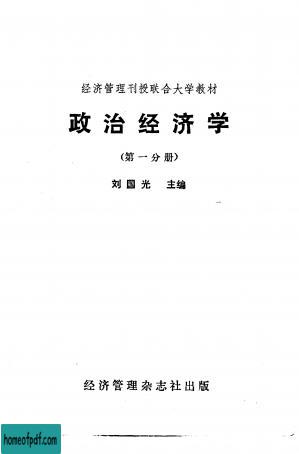 经济管理刊授联合大学教材
政治经济学
(第一分册)
刘国光 主编
经济管理杂志社出版
homeofpdf.com